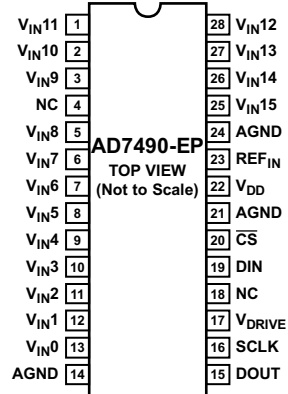 VIN11 1 28 VIN12
VIN10 2 27 VIN13
VIN9 3 26 VIN14
NC 4 25 VIN15
VIN8 5 24 AGND
AD7490-EP
VIN7 6 23 REFIN
TOP VIEW
VIN6 7 22 VDD
(Not to Scale)
VIN5 8 21 AGND
VIN4 9 20 CS
VIN3 10 19 DIN
VIN2 11 18 NC
VIN1 12 17 VDRIVE
VIN0 13 16 SCLK
AGND 14 15 DOUT